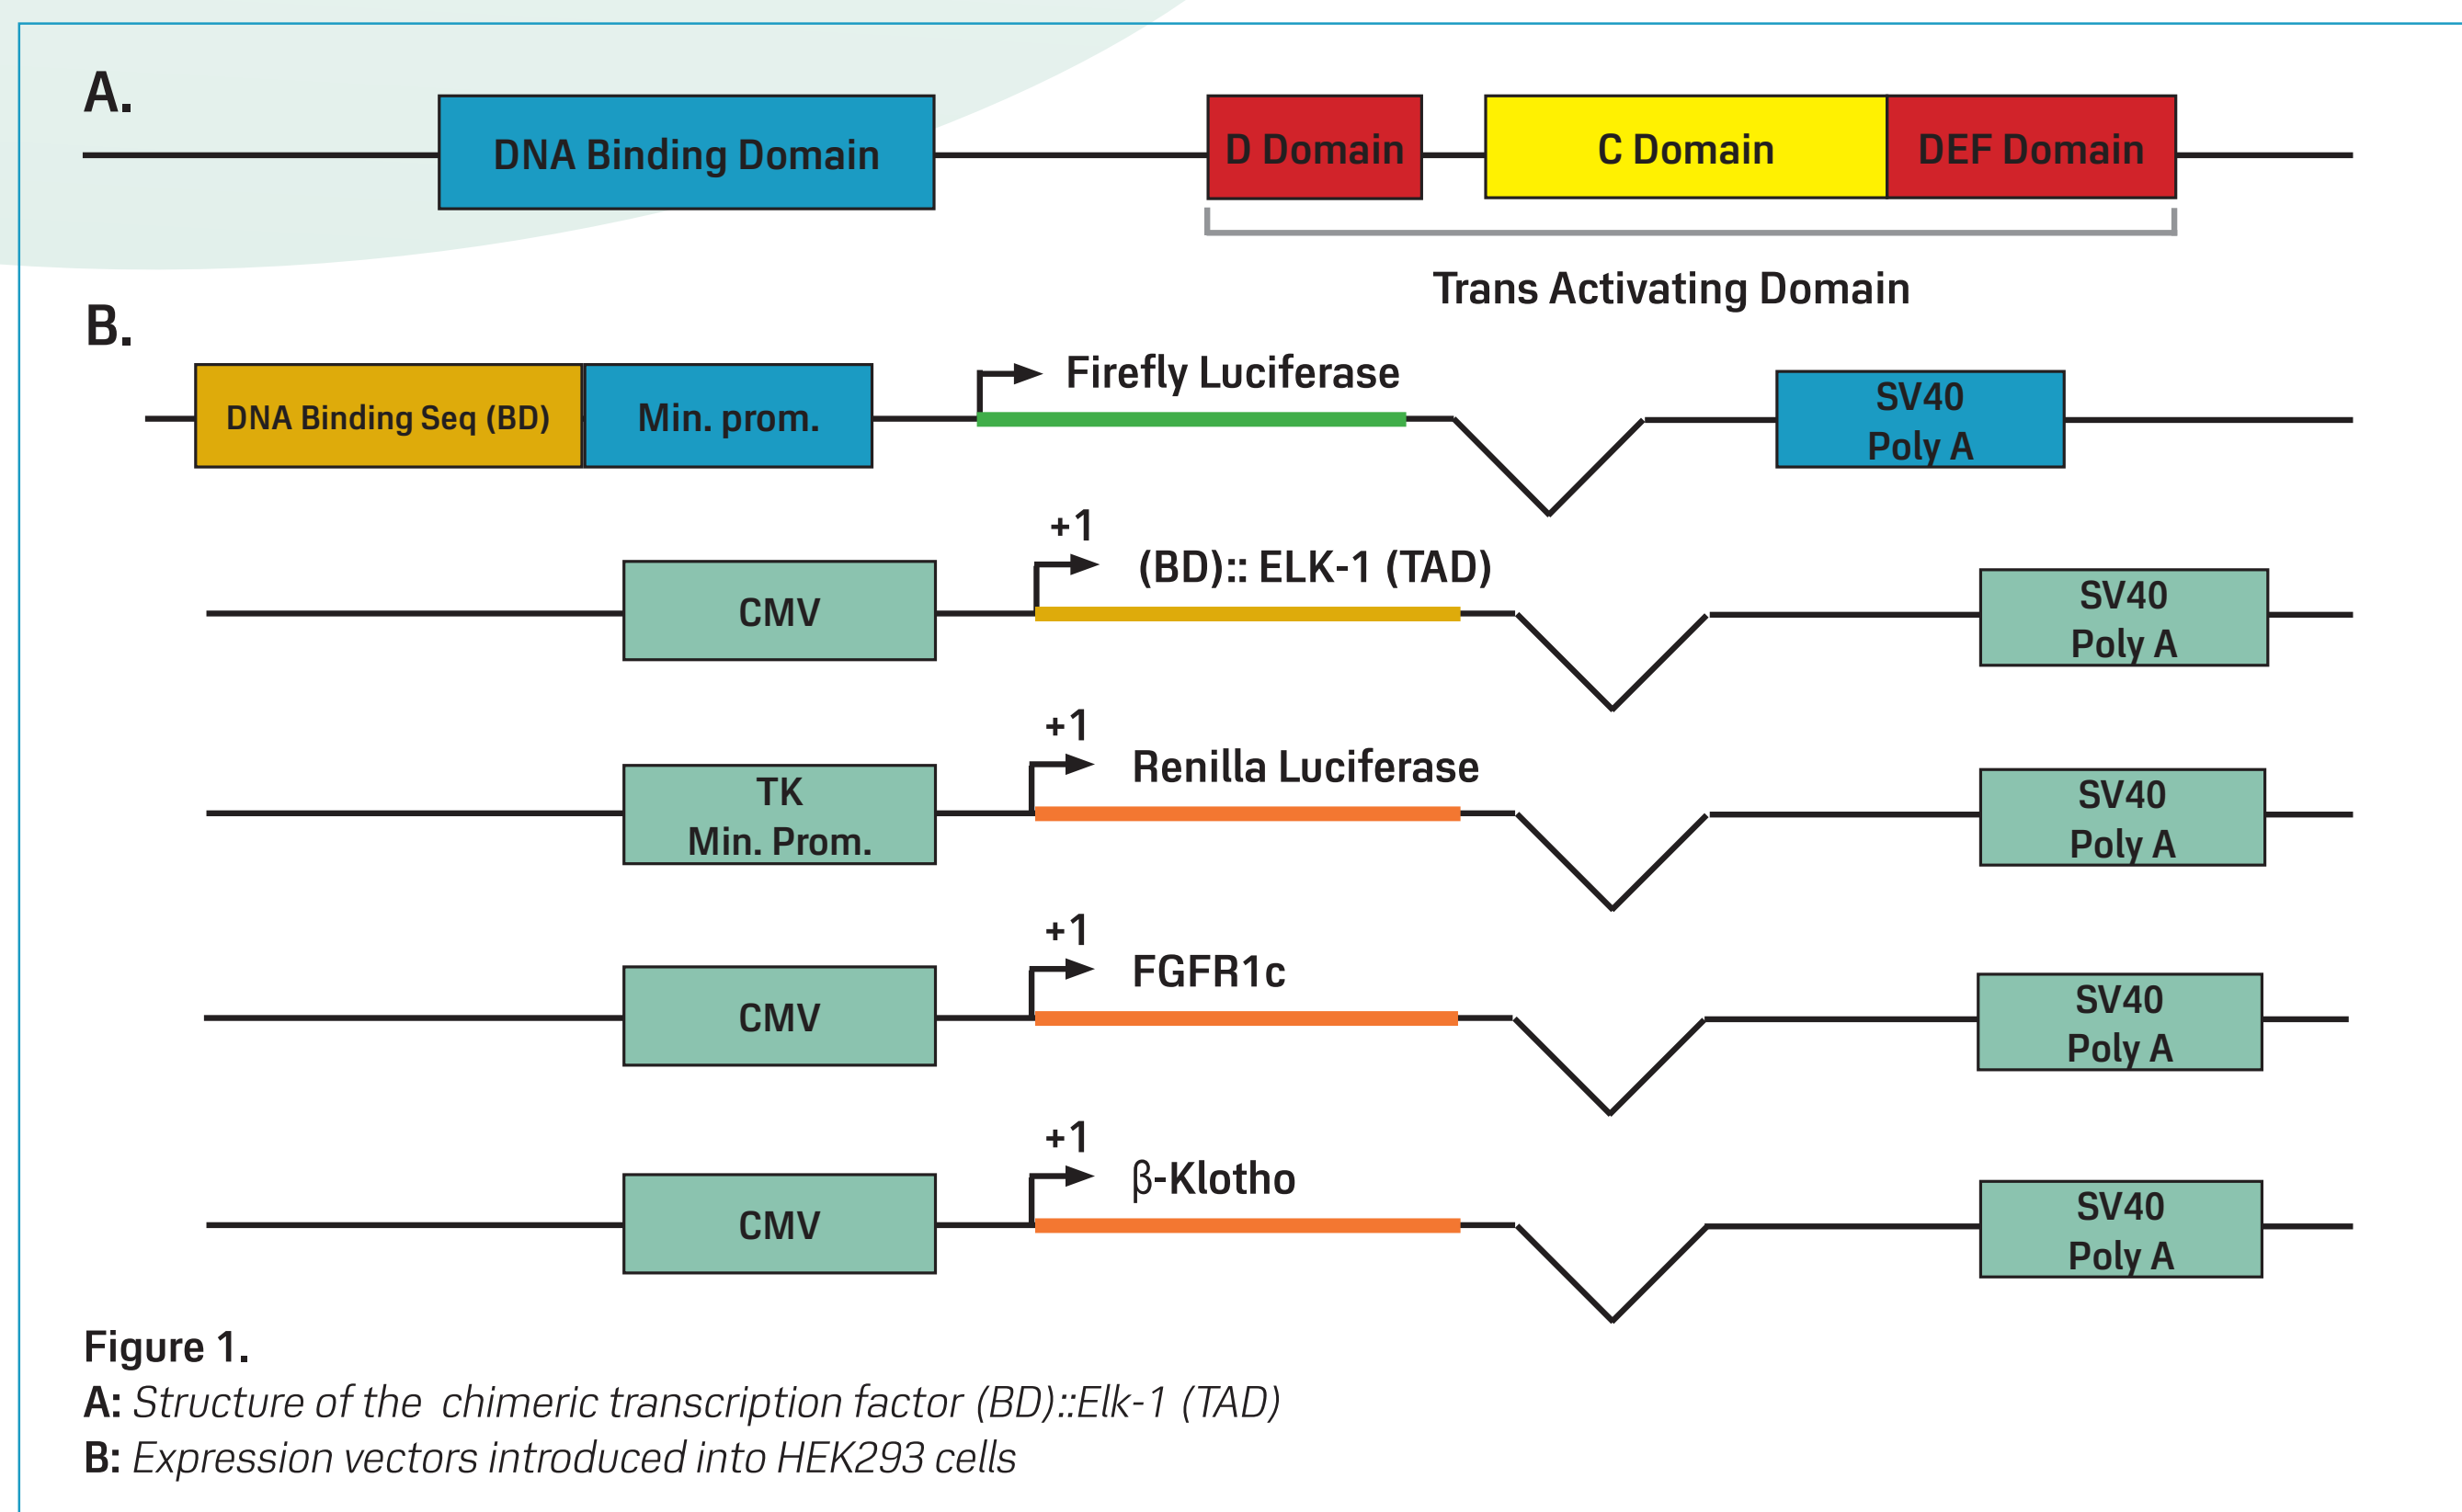 A.
DNA Binding Domain
D Domain
C Domain
DEF Domain
Trans Activating Domain
B.
DNA Binding Seq (BD)
Min. prom.
Firefly Luciferase
SV40
Poly A
+1
CMV
(BD):: ELK-1 (TAD)
SV40
Poly A
+1
TK
Min. Prom.
Renilla Luciferase
SV40
Poly A
+1
CMV
FGFR1c
SV40
Poly A
+1
CMV
β-Klotho
SV40
Poly A
Figure 1.
A: Structure of the chimeric transcription factor (BD)::Elk-1 (TAD)
B: Expression vectors introduced into HEK293 cells